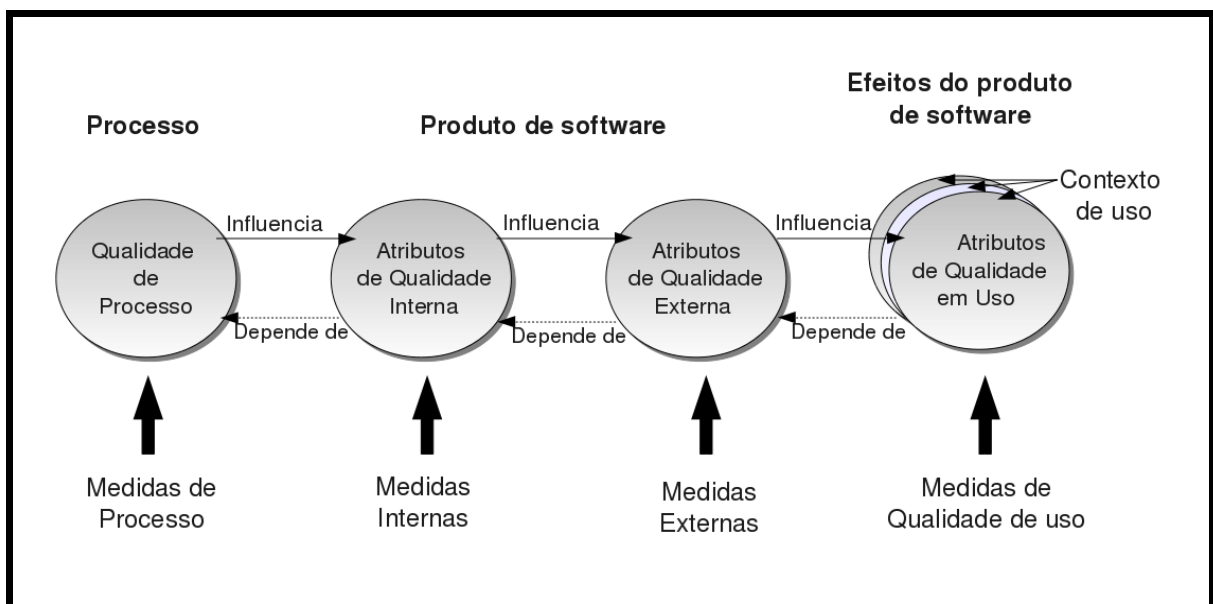 Processo
Produto de software
Efeitos do produto
de software
Contexto
de uso
Qualidade
de
Processo
Influencia
Depende de
Atributos
de Qualidade
Interna
Influencia
Depende de
Atributos
de Qualidade
Externa
Influencia
Depende de
Atributos
de Qualidade
em Uso
Medidas de
Processo
Medidas
Internas
Medidas
Externas
Medidas de
Qualidade de uso